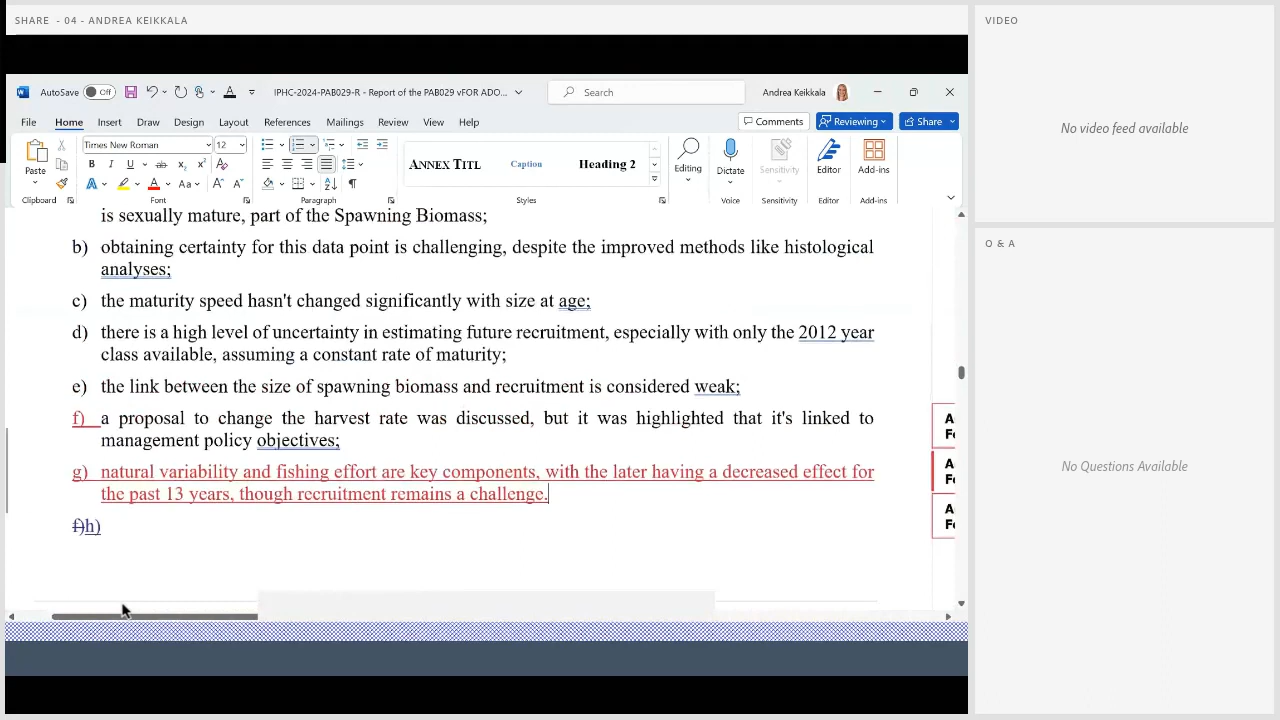 SHARE - 04 - ANDREA KEIKKALA
VIDEO
No video feed available
Q & A
No Questions Available
AutoSave Off
IPHC-2024-PAB029-R - Report of the PAB029 vFOR ADO...
Search
Andrea Keikkala
File Home Insert Draw Design Layout References Mailings Review View Help
Comments Reviewing Share
Paste
Times New Roman 12
B I U ab x₂ x² A
A A Aa A A
ANNEX TITL Caption Heading 2
Editing Dictate Sensitivity Editor Add-ins
Clipboard Font Paragraph Styles Voice Sensitivity Editor Add-ins
is sexually mature, part of the Spawning Biomass;
b) obtaining certainty for this data point is challenging, despite the improved methods like histological
analyses;
c) the maturity speed hasn't changed significantly with size at age;
d) there is a high level of uncertainty in estimating future recruitment, especially with only the 2012 year
class available, assuming a constant rate of maturity;
e) the link between the size of spawning biomass and recruitment is considered weak;
f) a proposal to change the harvest rate was discussed, but it was highlighted that it's linked to
management policy objectives;
g) natural variability and fishing effort are key components, with the later having a decreased effect for
the past 13 years, though recruitment remains a challenge.
f)h)